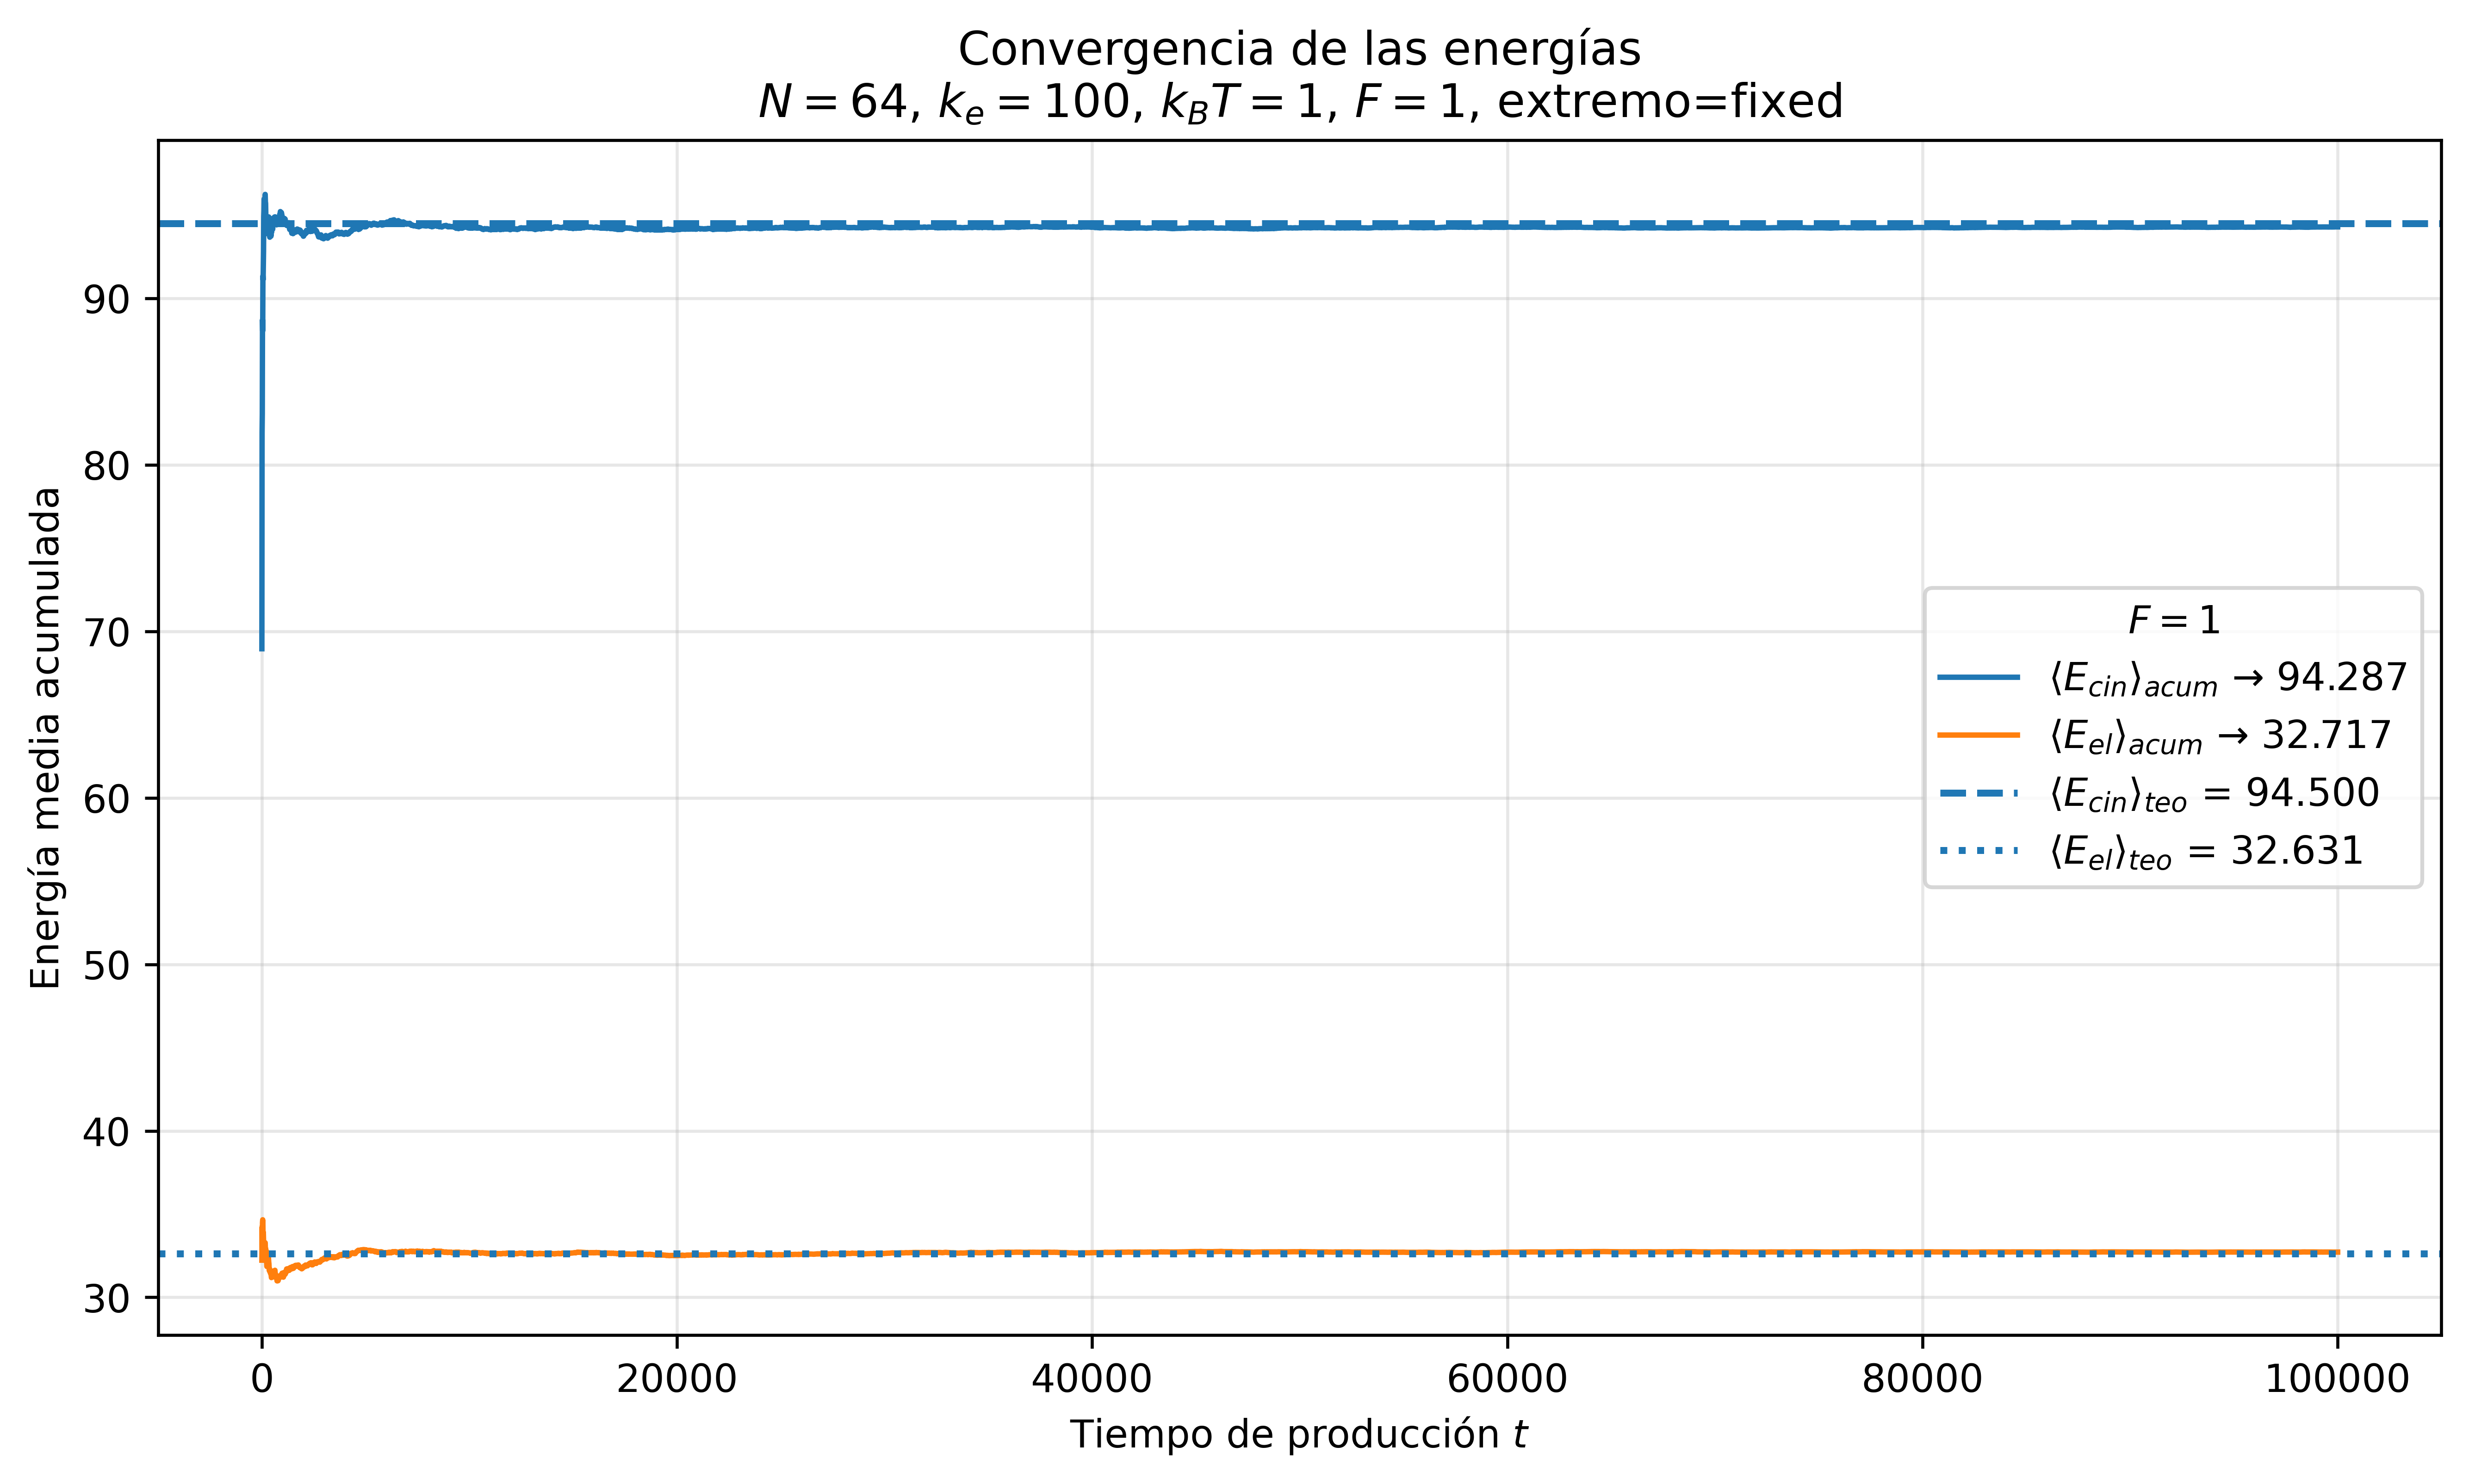 Convergencia de las energías
N = 64, k_e = 100, k_BT = 1, F = 1, extremo=fixed
Energía media acumulada
90
80
70
60
50
40
30
F = 1
⟨E_cin⟩_acum → 94.287
⟨E_el⟩_acum → 32.717
⟨E_cin⟩_teo = 94.500
⟨E_el⟩_teo = 32.631
0 20000 40000 60000 80000 100000
Tiempo de producción t